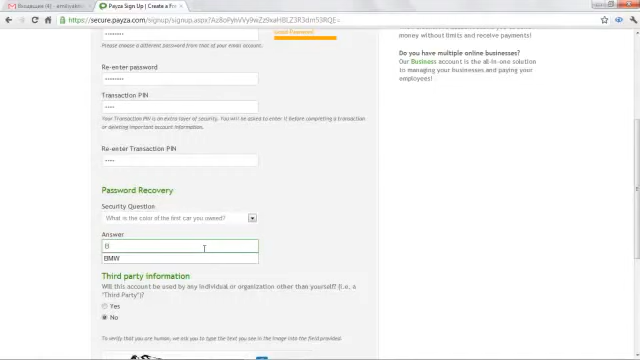 Payza Sign Up | Create a Fr
https://secure.payza.com/signup/signup.aspx?
Good Password
Please choose a different password from that of your email account.
money without limits and receive payments!
Do you have multiple online businesses?
Our Business account is the all-in-one solution
to managing your businesses and paying your
employees!
Re-enter password
Transaction PIN
Your Transaction PIN is an extra layer of security. You will be asked to enter it before completing a transaction
or deleting important account information.
Re-enter Transaction PIN
Password Recovery
Security Question
What is the color of the first car you owned?
Answer
B
BMW
Third party information
Will this account be used by any individual or organization other than yourself? (i.e., a
"Third Party")?
Yes
No
To verify that you are human, we ask you to type the text you see in the image into the field provided.